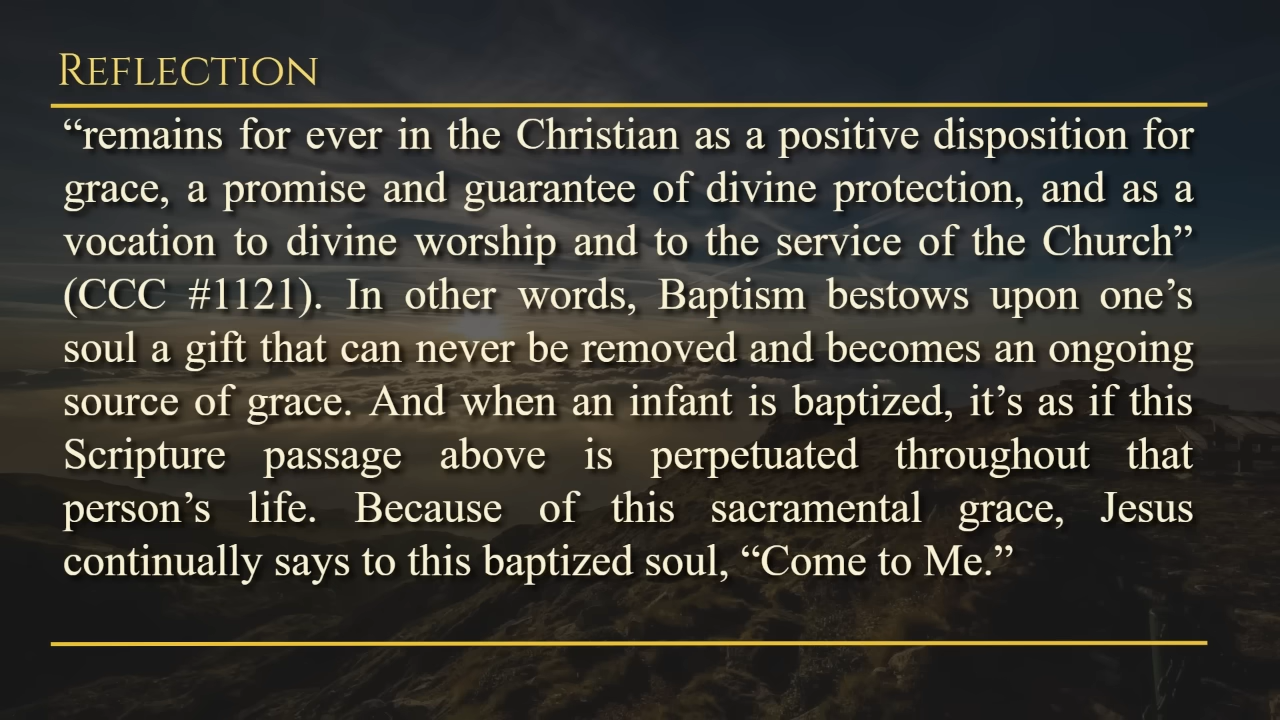 REFLECTION
“remains for ever in the Christian as a positive disposition for
grace, a promise and guarantee of divine protection, and as a
vocation to divine worship and to the service of the Church”
(CCC #1121). In other words, Baptism bestows upon one’s
soul a gift that can never be removed and becomes an ongoing
source of grace. And when an infant is baptized, it’s as if this
Scripture passage above is perpetuated throughout that
person’s life. Because of this sacramental grace, Jesus
continually says to this baptized soul, “Come to Me.”